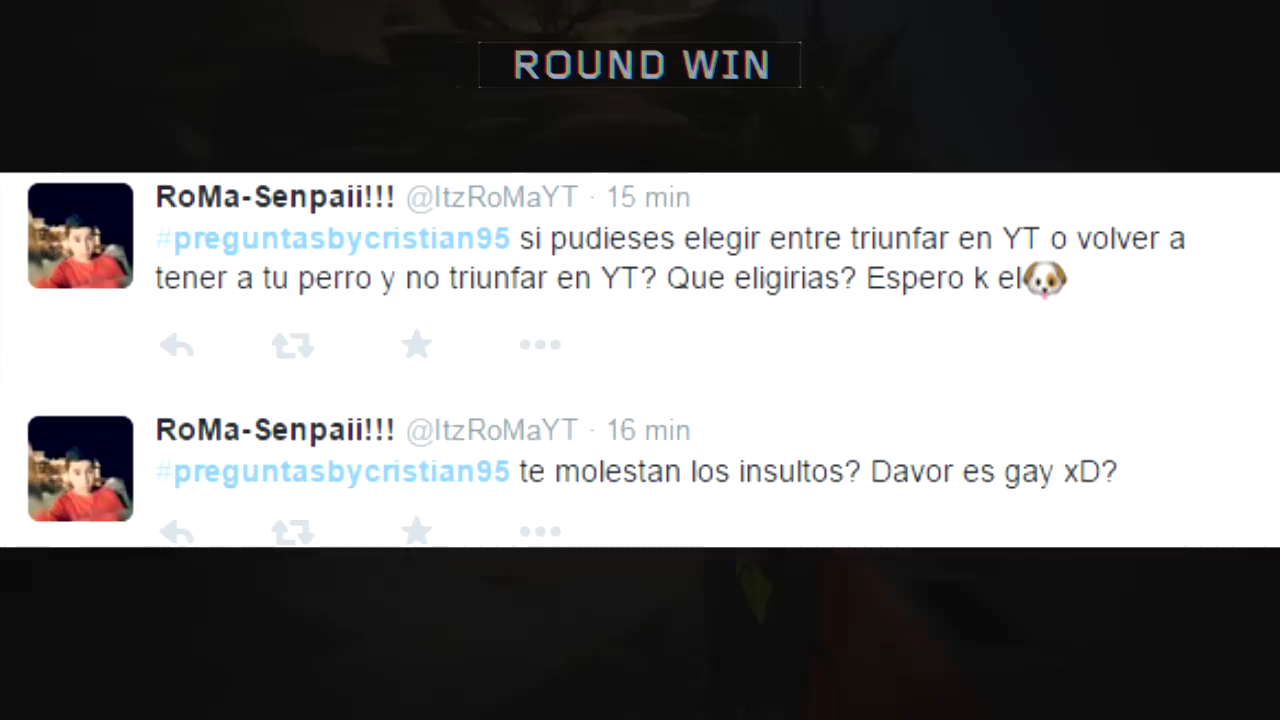 ROUND WIN
RoMa-Senpaii!!! @ItzRoMaYT · 15 min
#preguntasbycristian95 si pudieses elegir entre triunfar en YT o volver a
tener a tu perro y no triunfar en YT? Que eligirias? Espero k el🐶
RoMa-Senpaii!!! @ItzRoMaYT · 16 min
#preguntasbycristian95 te molestan los insultos? Davor es gay xD?